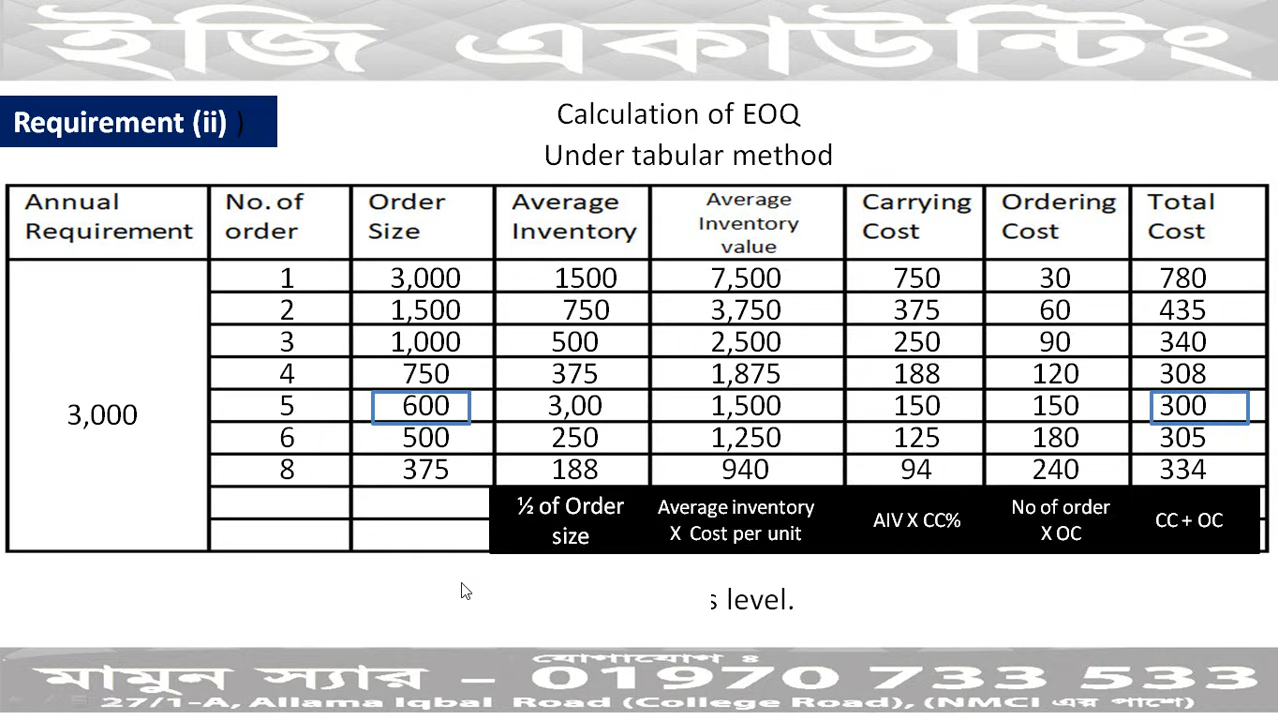 ইজি একাউন্টিং
Requirement (ii) )
Calculation of EOQ
Under tabular method
Annual Requirement No. of order Order Size Average Inventory Average Inventory value Carrying Cost Ordering Cost Total Cost
3,000
1 3,000 1500 7,500 750 30 780
2 1,500 750 3,750 375 60 435
3 1,000 500 2,500 250 90 340
4 750 375 1,875 188 120 308
5 600 3,00 1,500 150 150 300
6 500 250 1,250 125 180 305
8 375 188 940 94 240 334
½ of Order size Average inventory X Cost per unit AIV X CC% No of order X OC CC + OC
s level.
যোগাযোগ ঃ
মামুন স্যার – 01970 733 533
27/1-A, Allama Iqbal Road (College Road), (NMCI এর পাশে)